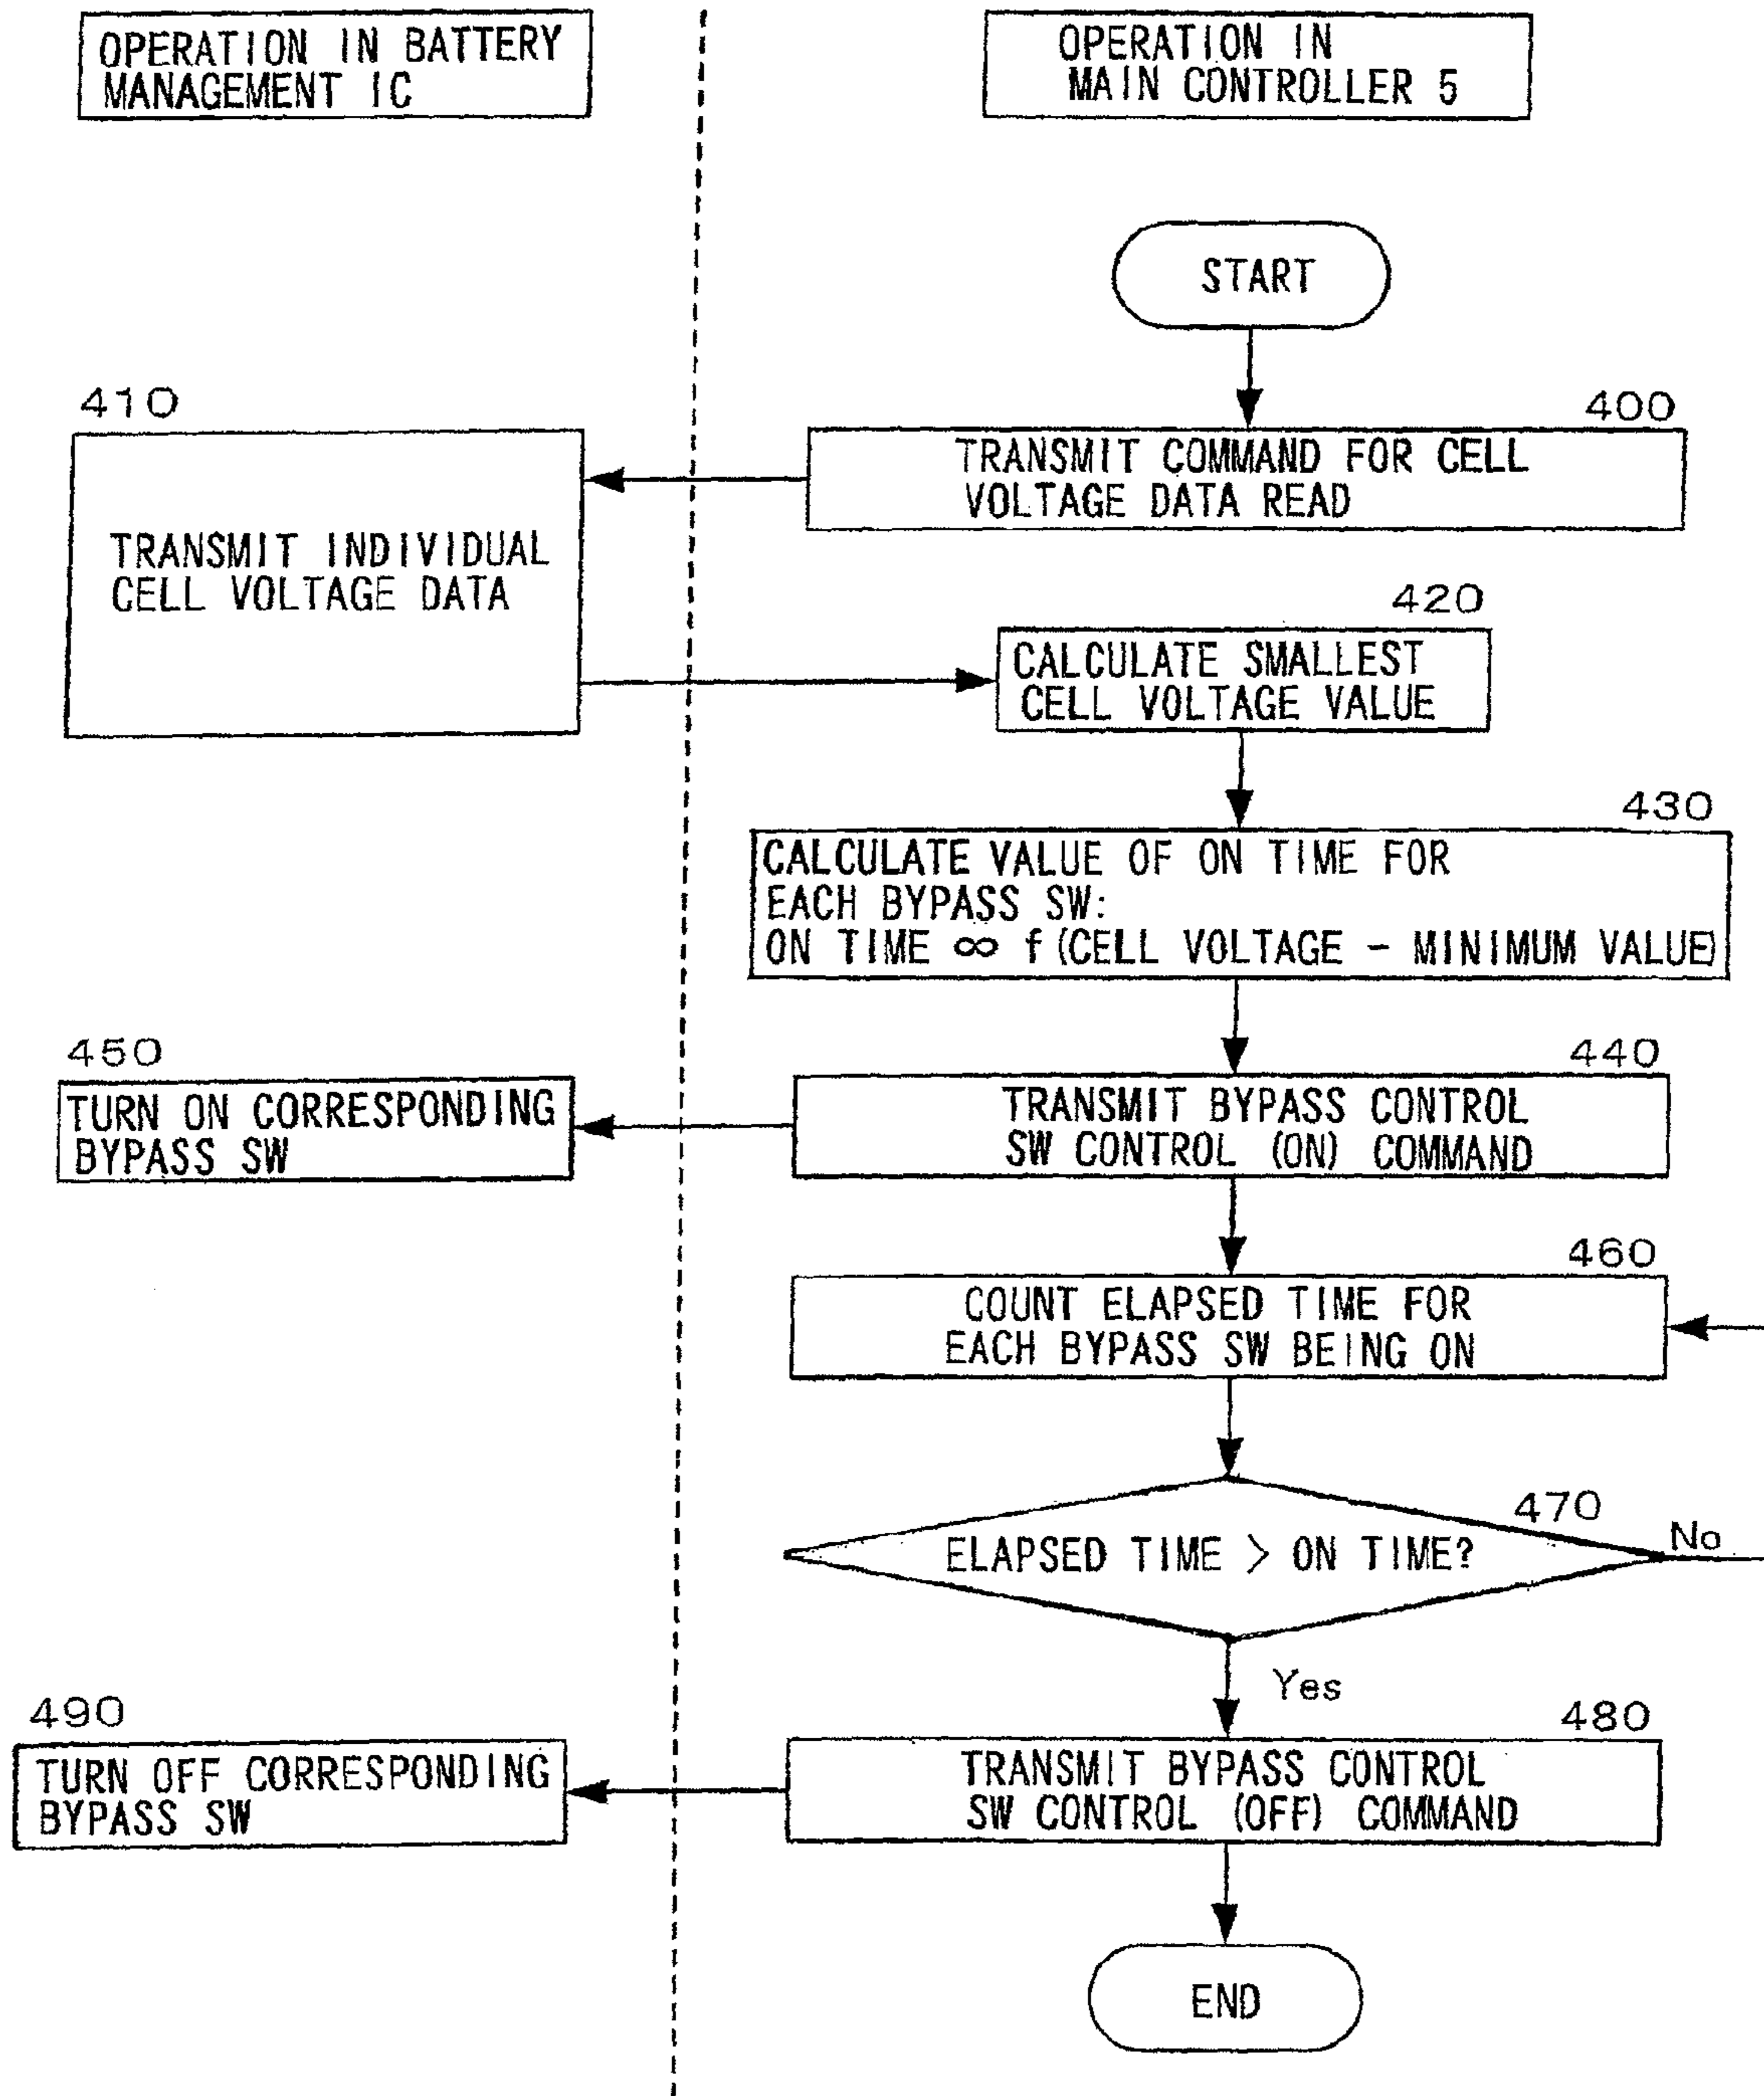 OPERATION IN BATTERY
MANAGEMENT IC
OPERATION IN
MAIN CONTROLLER 5
START
400
TRANSMIT COMMAND FOR CELL
VOLTAGE DATA READ
410
TRANSMIT INDIVIDUAL
CELL VOLTAGE DATA
420
CALCULATE SMALLEST
CELL VOLTAGE VALUE
430
CALCULATE VALUE OF ON TIME FOR
EACH BYPASS SW:
ON TIME ∞ f (CELL VOLTAGE - MINIMUM VALUE)
440
TRANSMIT BYPASS CONTROL
SW CONTROL (ON) COMMAND
450
TURN ON CORRESPONDING
BYPASS SW
460
COUNT ELAPSED TIME FOR
EACH BYPASS SW BEING ON
470
ELAPSED TIME > ON TIME?
No
Yes
480
TRANSMIT BYPASS CONTROL
SW CONTROL (OFF) COMMAND
490
TURN OFF CORRESPONDING
BYPASS SW
END